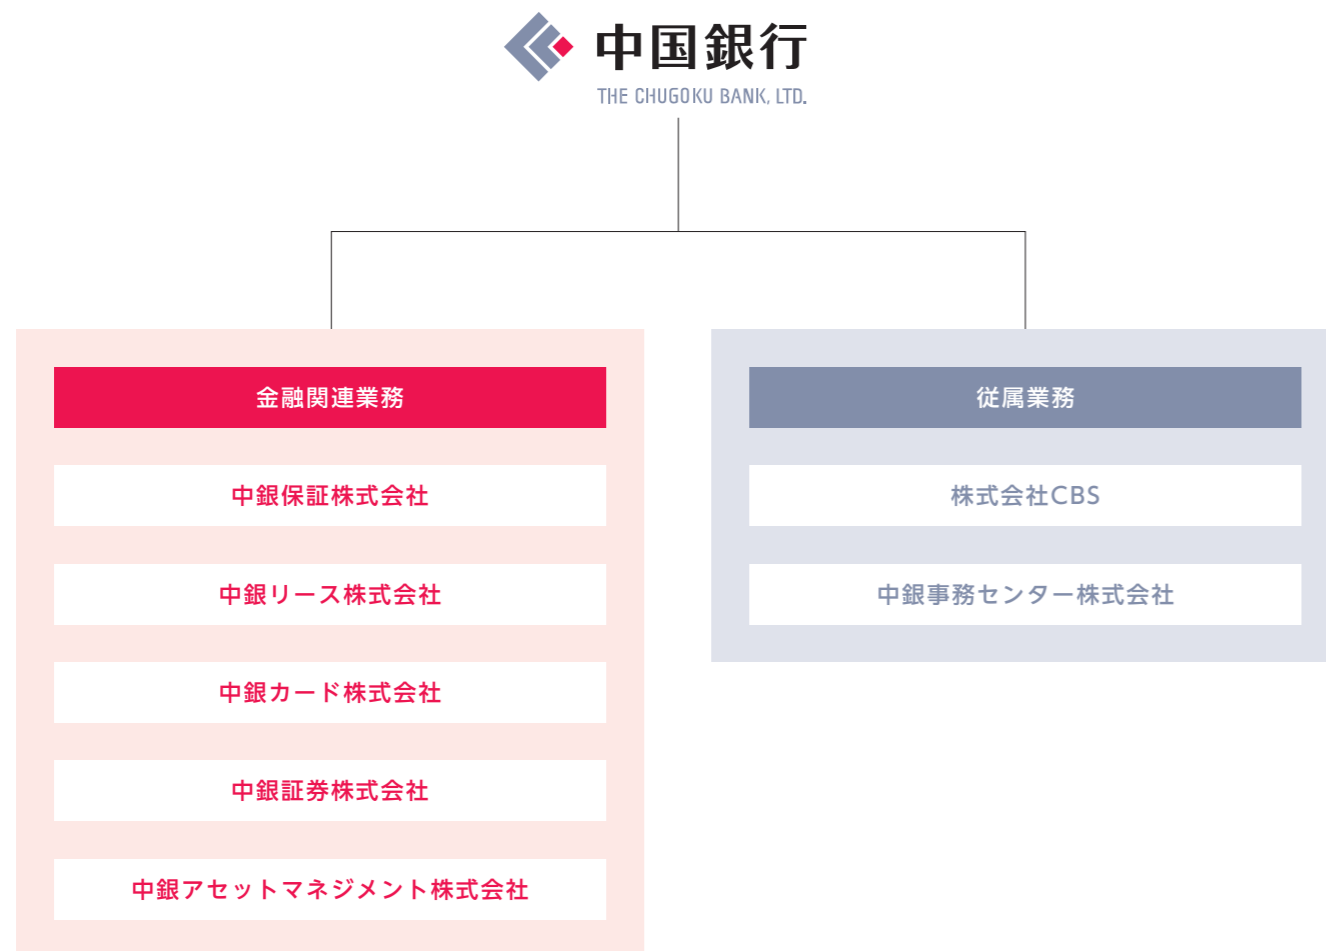 中国銀行
THE CHUGOKU BANK, LTD.
金融関連業務
中銀保証株式会社
中銀リース株式会社
中銀カード株式会社
中銀証券株式会社
中銀アセットマネジメント株式会社
従属業務
株式会社CBS
中銀事務センター株式会社